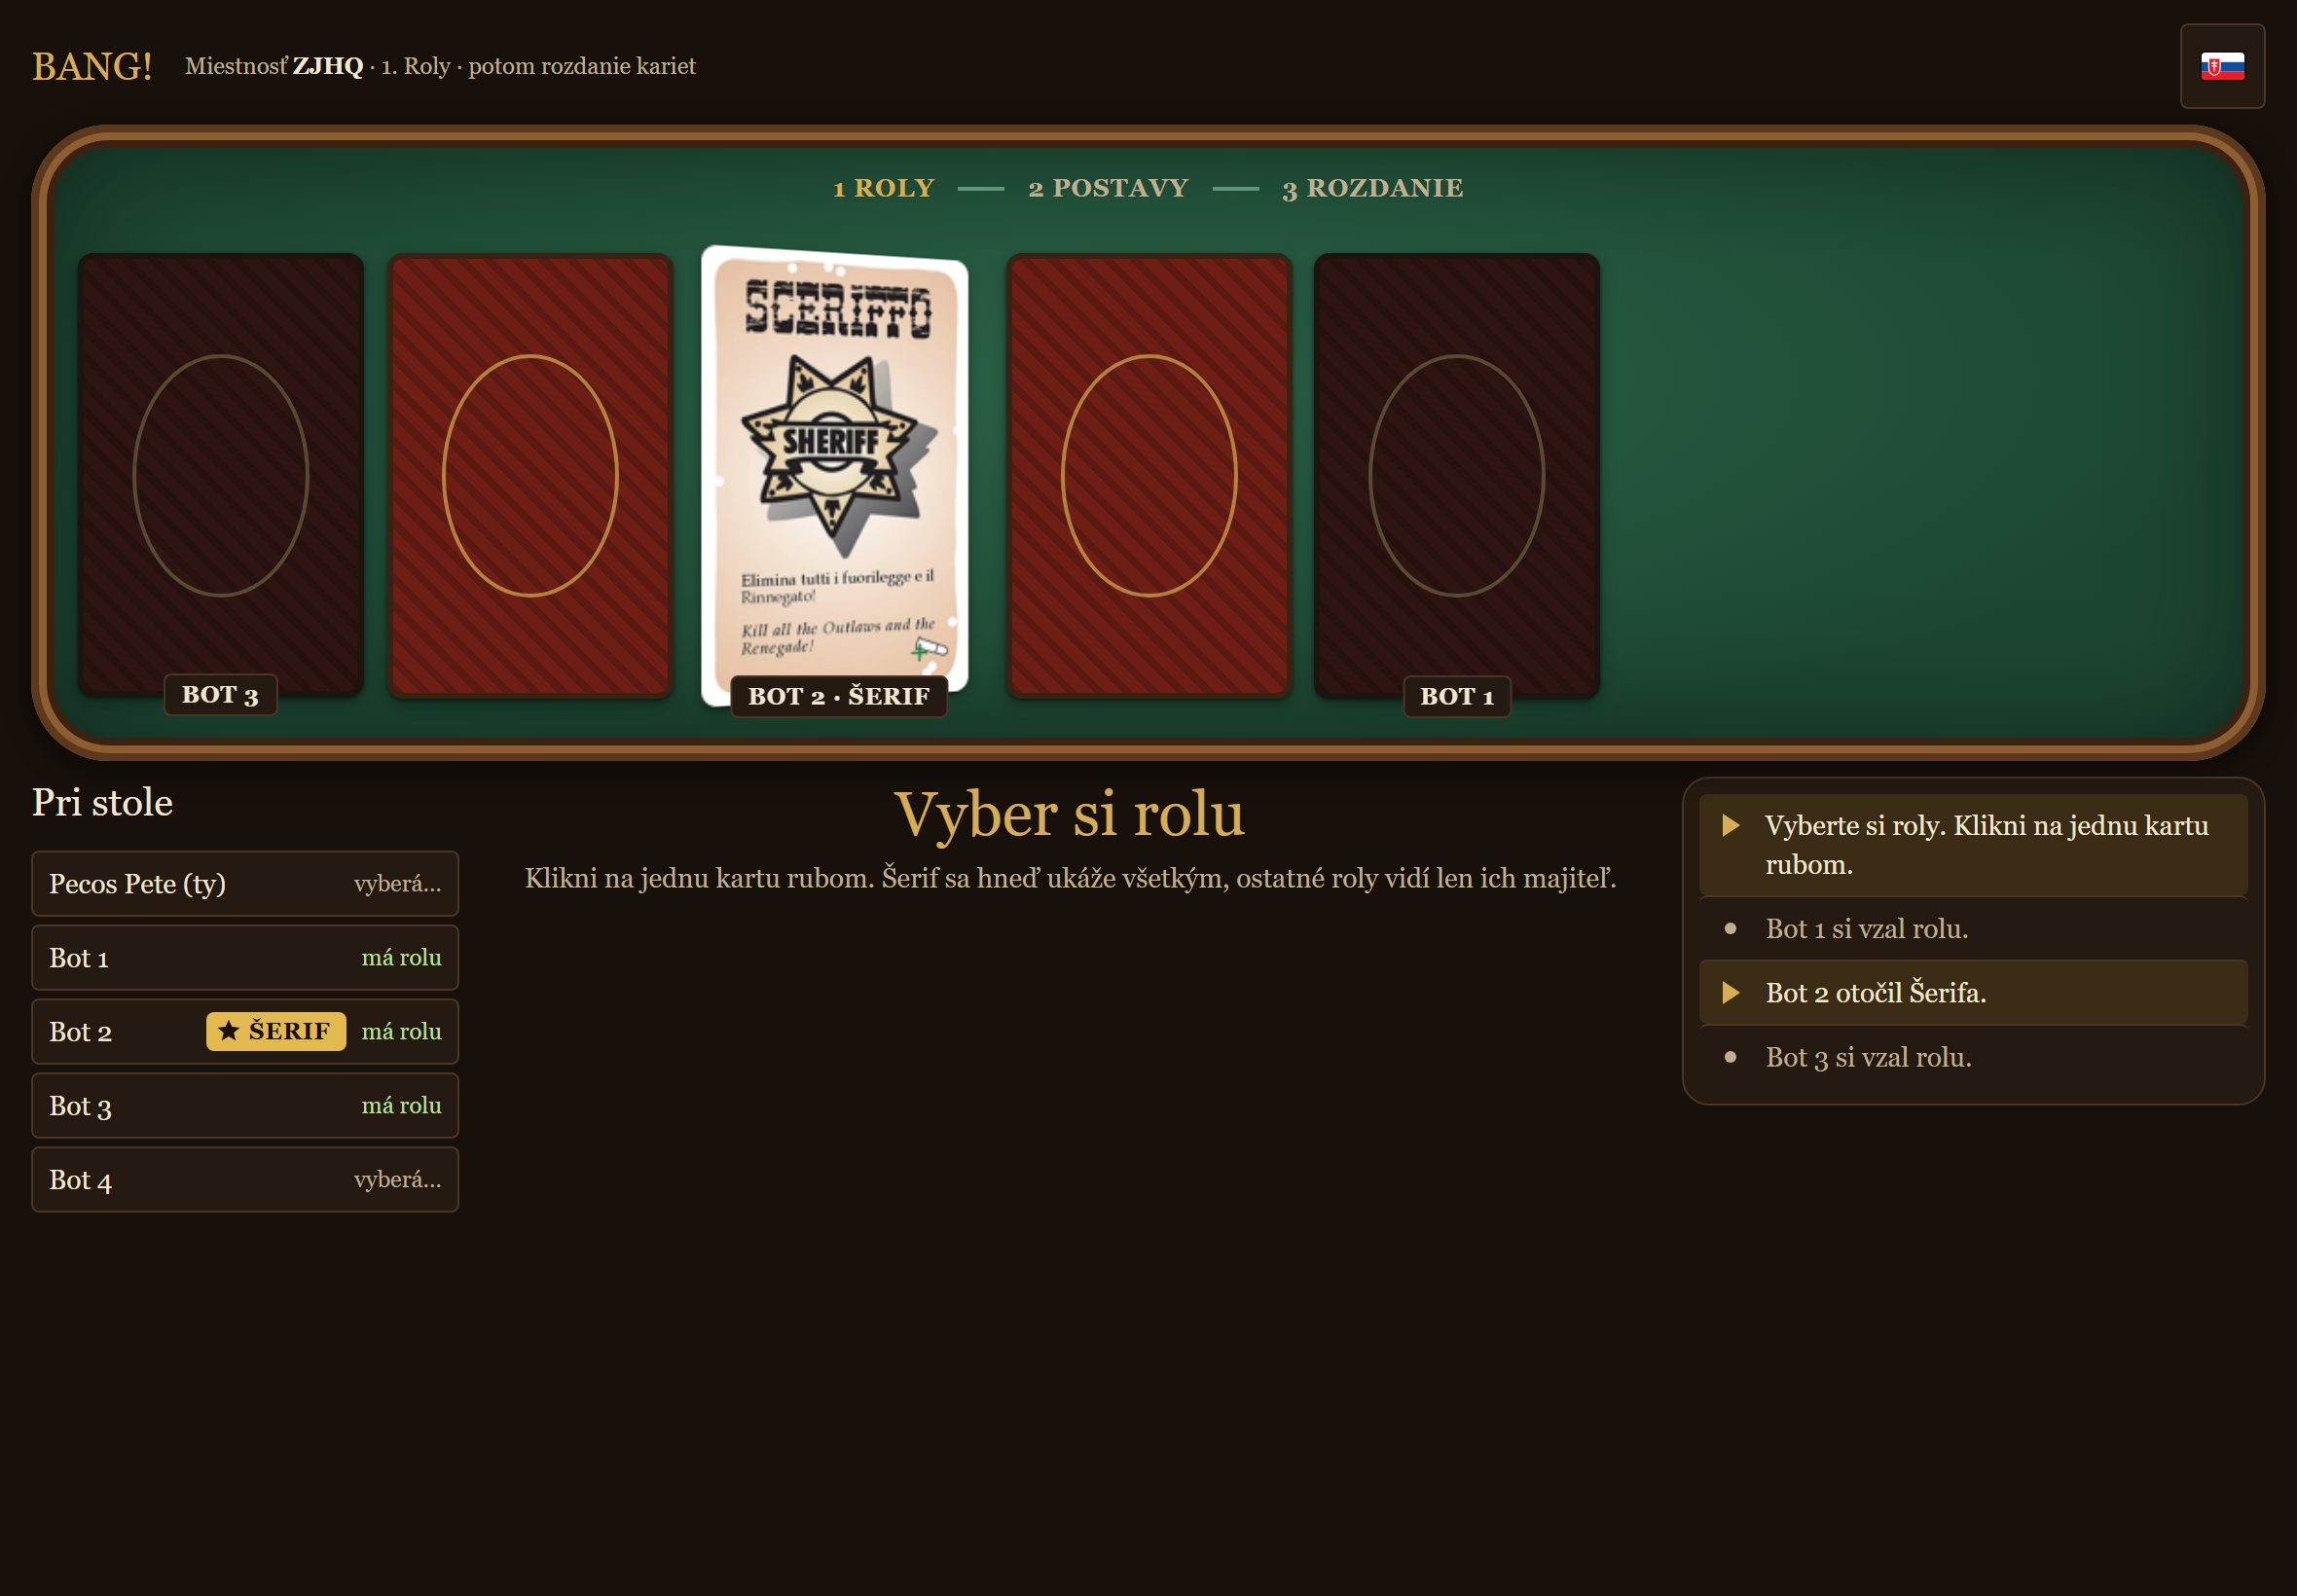 BANG!
Miestnosť ZJHQ · 1. Roly · potom rozdanie kariet
1 ROLY
2 POSTAVY
3 ROZDANIE
SCERIFFO
SHERIFF
Elimina tutti i fuorilegge e il
Rinnegato!
Kill all the Outlaws and the
Renegade!
BOT 3
BOT 2 · ŠERIF
BOT 1
Pri stole
Pecos Pete (ty) vyberá…
Bot 1 má rolu
Bot 2 ★ ŠERIF má rolu
Bot 3 má rolu
Bot 4 vyberá…
Vyber si rolu
Klikni na jednu kartu rubom. Šerif sa hneď ukáže všetkým, ostatné roly vidí len ich majiteľ.
Vyberte si roly. Klikni na jednu kartu
rubom.
Bot 1 si vzal rolu.
Bot 2 otočil Šerifa.
Bot 3 si vzal rolu.